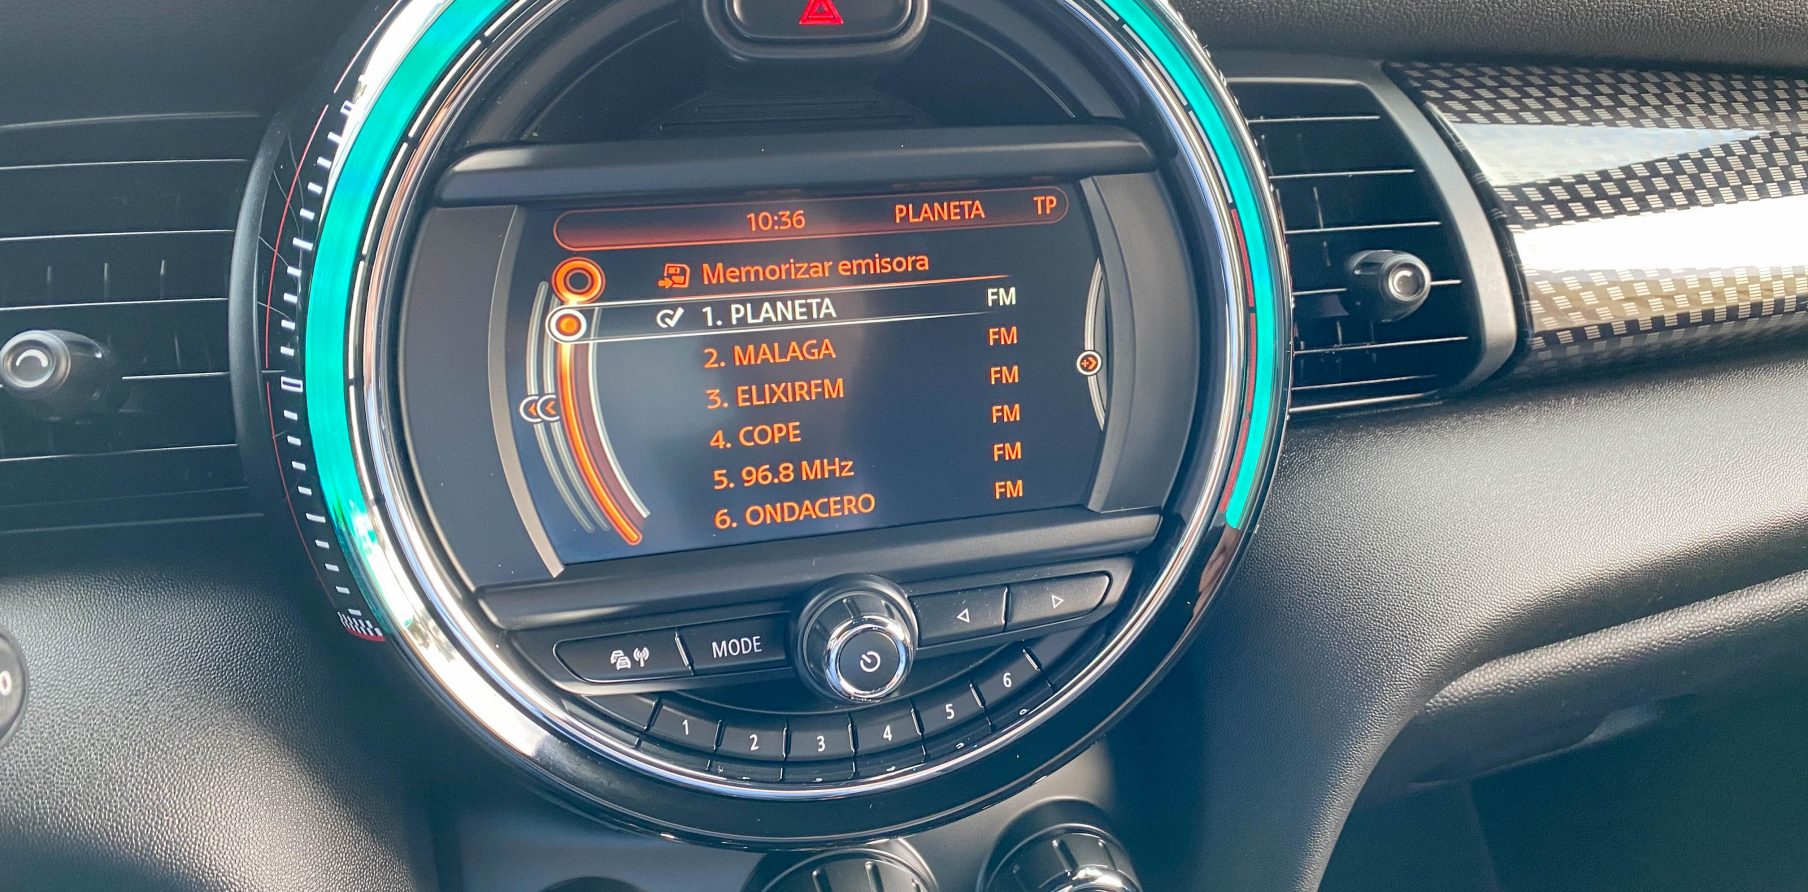 10:36 PLANETA TP
Memorizar emisora
1. PLANETA FM
2. MALAGA FM
3. ELIXIRFM FM
4. COPE FM
5. 96.8 MHz FM
6. ONDACERO FM
MODE
1 2 3 4 5 6
0